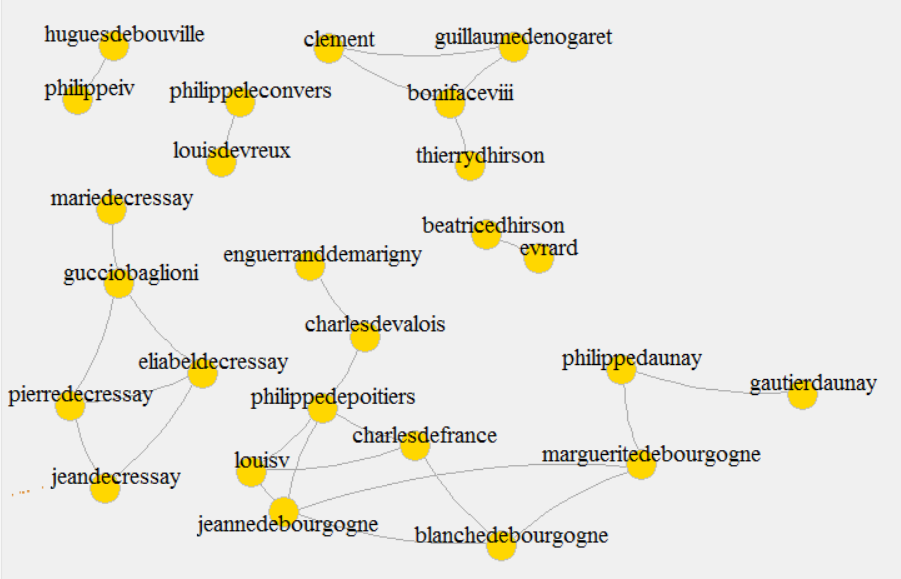 huguesdebouville
clement
guillaumedenogaret
philippeiv
philippeleconvers
bonifaceviii
louisdevreux
thierrydhirson
mariedecressay
beatricedhirson
evrard
enguerranddemarigny
gucciobaglioni
charlesdevalois
eliabeldecressay
philippedaunay
gautierdaunay
pierredecressay
philippedepoitiers
charlesdefrance
louisv
margueritedebourgogne
jeandecressay
jeannedebourgogne
blanchedebourgogne